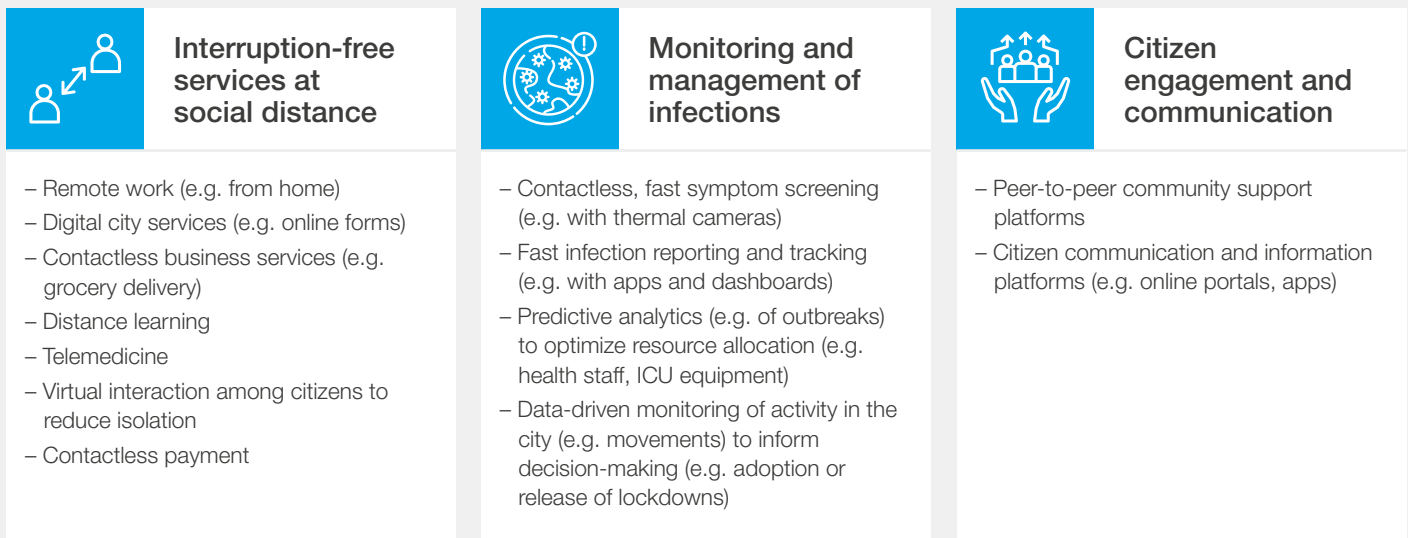 Interruption-free
services at
social distance
– Remote work (e.g. from home)
– Digital city services (e.g. online forms)
– Contactless business services (e.g.
grocery delivery)
– Distance learning
– Telemedicine
– Virtual interaction among citizens to
reduce isolation
– Contactless payment
Monitoring and
management of
infections
– Contactless, fast symptom screening
(e.g. with thermal cameras)
– Fast infection reporting and tracking
(e.g. with apps and dashboards)
– Predictive analytics (e.g. of outbreaks)
to optimize resource allocation (e.g.
health staff, ICU equipment)
– Data-driven monitoring of activity in the
city (e.g. movements) to inform
decision-making (e.g. adoption or
release of lockdowns)
Citizen
engagement and
communication
– Peer-to-peer community support
platforms
– Citizen communication and information
platforms (e.g. online portals, apps)